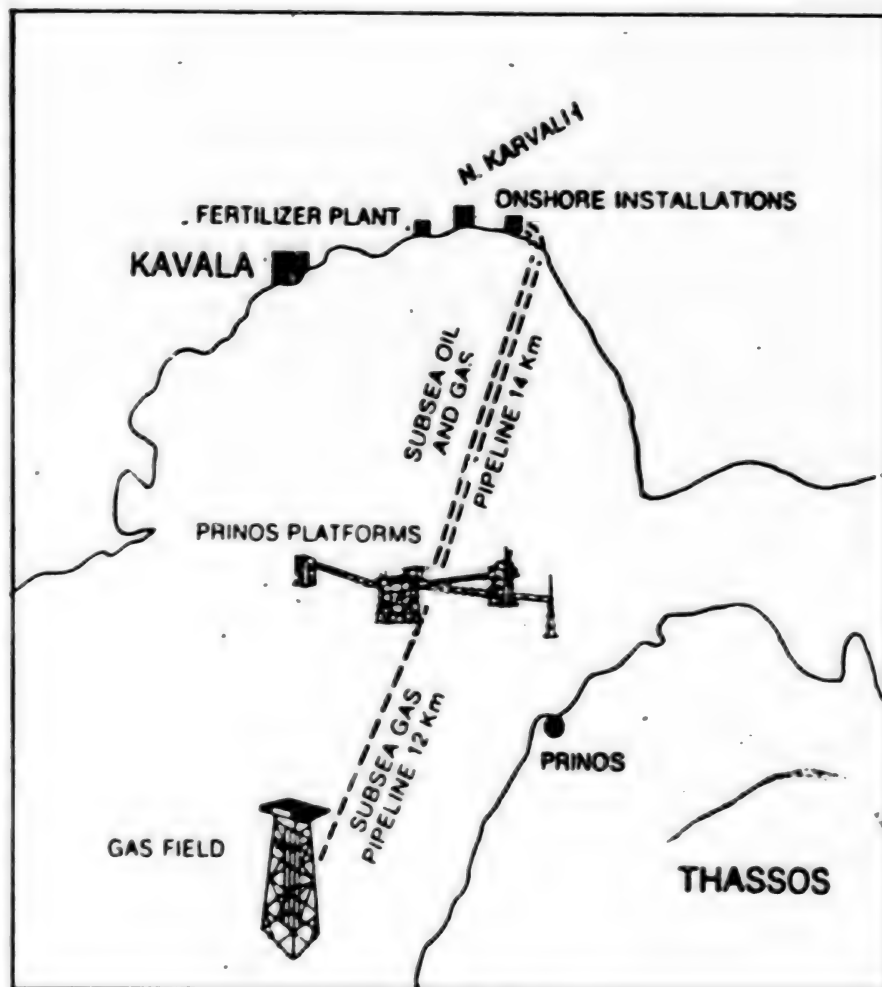 N. KARVALI
ONSHORE INSTALLATIONS
FERTILIZER PLANT
KAVALA
SUBSEA OIL
AND GAS
PIPELINE 14 Km
PRINOS PLATFORMS
SUBSEA GAS
PIPELINE 12 Km
PRINOS
GAS FIELD
THASSOS